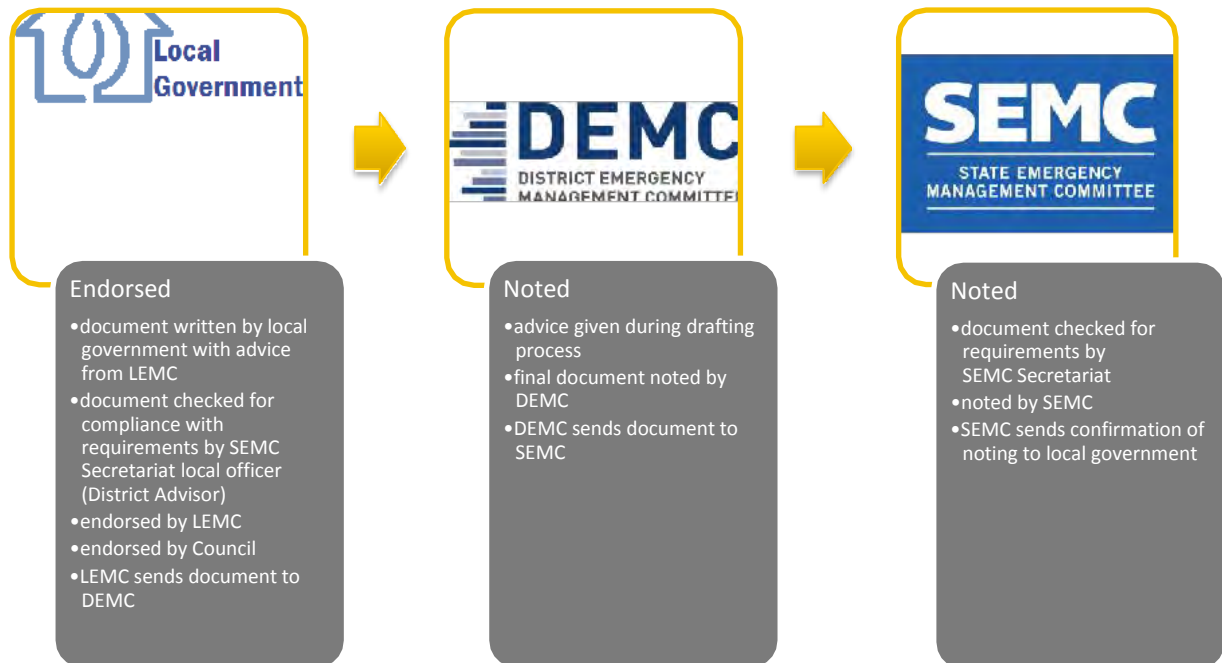 Local
Government
Endorsed
•document written by local
government with advice
from LEMC
•document checked for
compliance with
requirements by SEMC
Secretariat local officer
(District Advisor)
•endorsed by LEMC
•endorsed by Council
•LEMC sends document to
DEMC
DEMC
DISTRICT EMERGENCY
MANAGEMENT COMMITTEE
Noted
•advice given during drafting
process
•final document noted by
DEMC
•DEMC sends document to
SEMC
SEMC
STATE EMERGENCY
MANAGEMENT COMMITTEE
Noted
•document checked for
requirements by
SEMC Secretariat
•noted by SEMC
•SEMC sends confirmation of
noting to local government